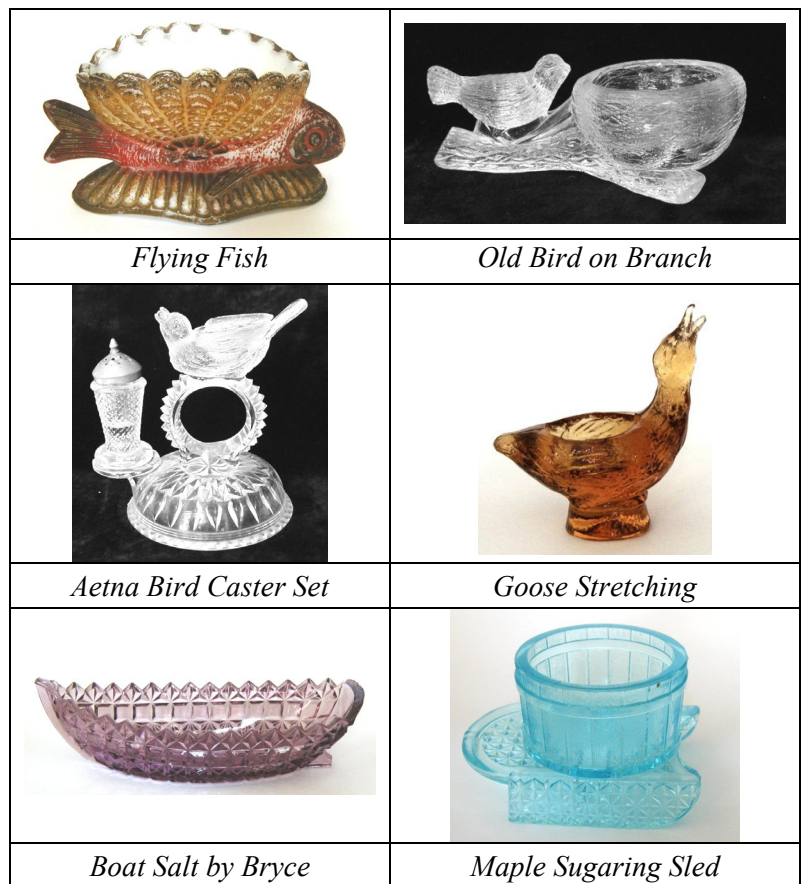 Flying Fish
Old Bird on Branch
Aetna Bird Caster Set
Goose Stretching
Boat Salt by Bryce
Maple Sugaring Sled